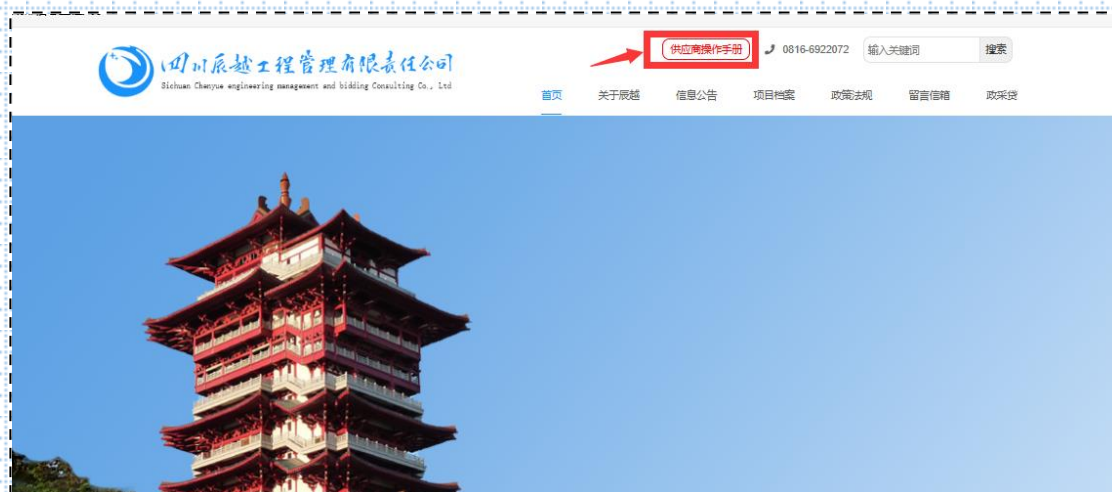 四川辰越工程管理有限责任公司
Sichuan Chenyue engineering management and bidding Consulting Co., Ltd
供应商操作手册 0816-6922072 输入关键词 搜索
首页 关于辰越 信息公告 项目档案 政策法规 留言信箱 政采贷